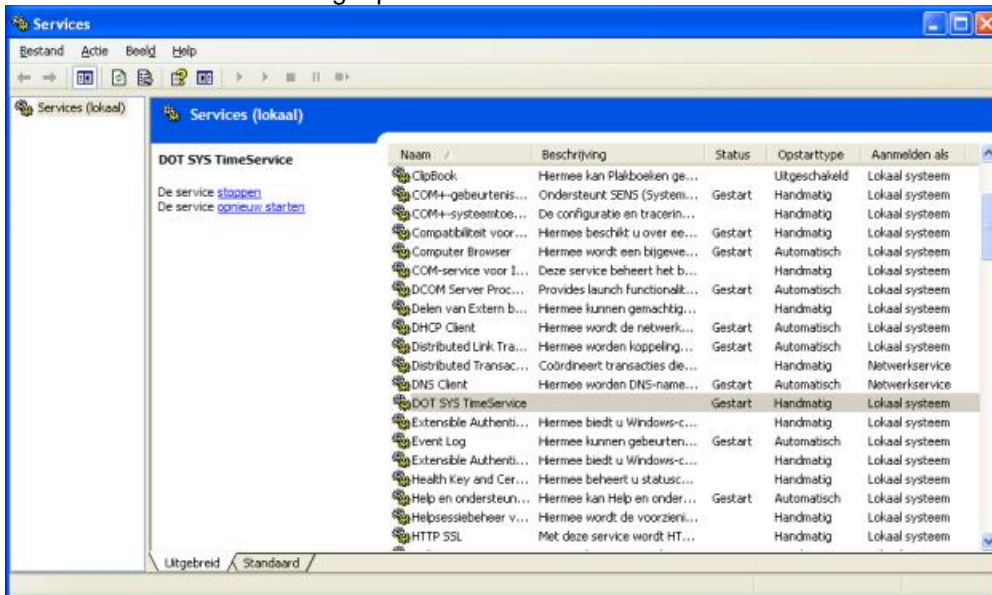 Services
Bestand Actie Beeld Help
Services (lokaal)
Services (lokaal)
DOT SYS TimeService
De service stoppen
De service opnieuw starten
Naam Beschrijving Status Opstarttype Aanmelden als
ClipBook Hiermee kan Plakboeken ge... Uitgeschakeld Lokaal systeem
COM+-gebeurtenis... Ondersteunt SENS (System... Gestart Handmatig Lokaal systeem
COM+-systeemtoe... De configuratie en tracerin... Handmatig Lokaal systeem
Compatibiliteit voor... Hiermee beschikt u over ee... Gestart Handmatig Lokaal systeem
Computer Browser Hiermee wordt een bijgewe... Gestart Automatisch Lokaal systeem
COM-service voor I... Deze service beheert het b... Handmatig Lokaal systeem
DCOM Server Proc... Provides launch functionalit... Gestart Automatisch Lokaal systeem
Delen van Extern b... Hiermee kunnen gemachtig... Handmatig Lokaal systeem
DHCP Client Hiermee wordt de netwerk... Gestart Automatisch Lokaal systeem
Distributed Link Tra... Hiermee worden koppeling... Gestart Automatisch Lokaal systeem
Distributed Transac... Coördineert transacties die... Handmatig Netwerkservice
DNS Client Hiermee worden DNS-name... Gestart Automatisch Netwerkservice
DOT SYS TimeService Gestart Handmatig Lokaal systeem
Extensible Authenti... Hiermee biedt u Windows-c... Handmatig Lokaal systeem
Event Log Hiermee kunnen gebeurten... Gestart Automatisch Lokaal systeem
Extensible Authenti... Hiermee biedt u Windows-c... Handmatig Lokaal systeem
Health Key and Cer... Hiermee beheert u statusc... Handmatig Lokaal systeem
Help en ondersteun... Hiermee kan Help en onder... Gestart Automatisch Lokaal systeem
Helpsessiebeheer v... Hiermee wordt de voorzieni... Handmatig Lokaal systeem
HTTP SSL Met deze service wordt HT... Handmatig Lokaal systeem
Uitgebreid Standaard